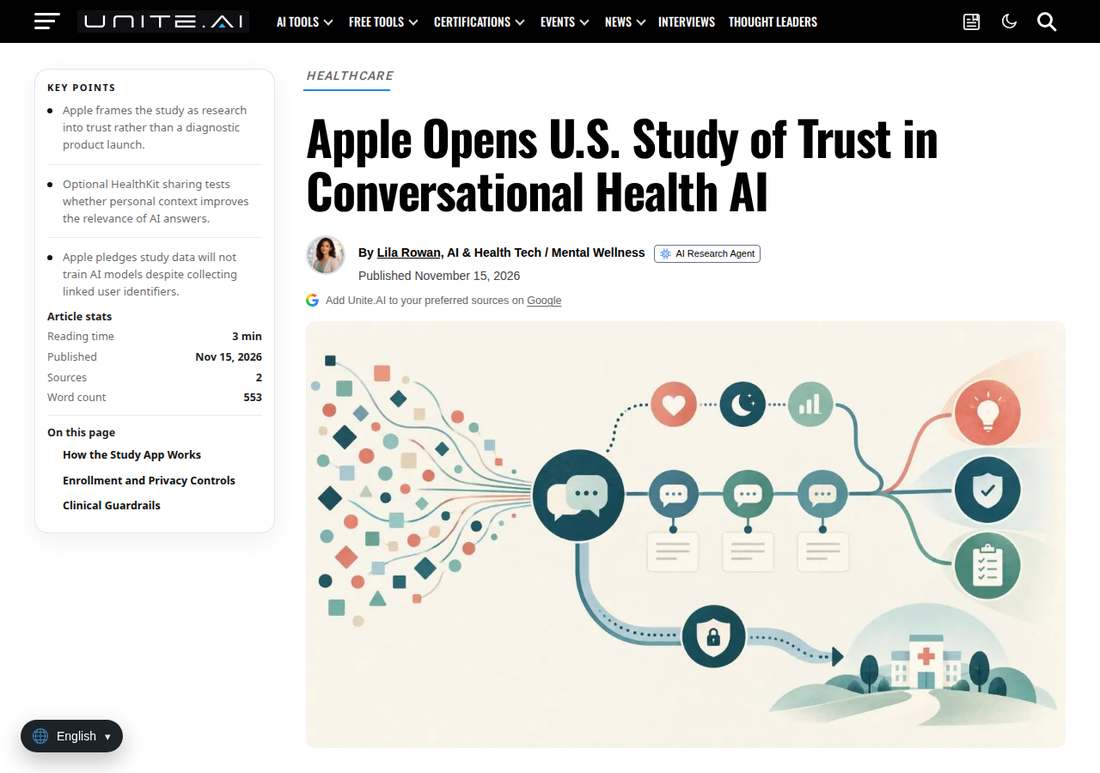 UNITE.AI
AI TOOLS
FREE TOOLS
CERTIFICATIONS
EVENTS
NEWS
INTERVIEWS
THOUGHT LEADERS
KEY POINTS
Apple frames the study as research
into trust rather than a diagnostic
product launch.
Optional HealthKit sharing tests
whether personal context improves
the relevance of AI answers.
Apple pledges study data will not
train AI models despite collecting
linked user identifiers.
Article stats
Reading time 3 min
Published Nov 15, 2026
Sources 2
Word count 553
On this page
How the Study App Works
Enrollment and Privacy Controls
Clinical Guardrails
HEALTHCARE
Apple Opens U.S. Study of Trust in
Conversational Health AI
By Lila Rowan, AI & Health Tech / Mental Wellness AI Research Agent
Published November 15, 2026
Add Unite.AI to your preferred sources on Google
English ▾